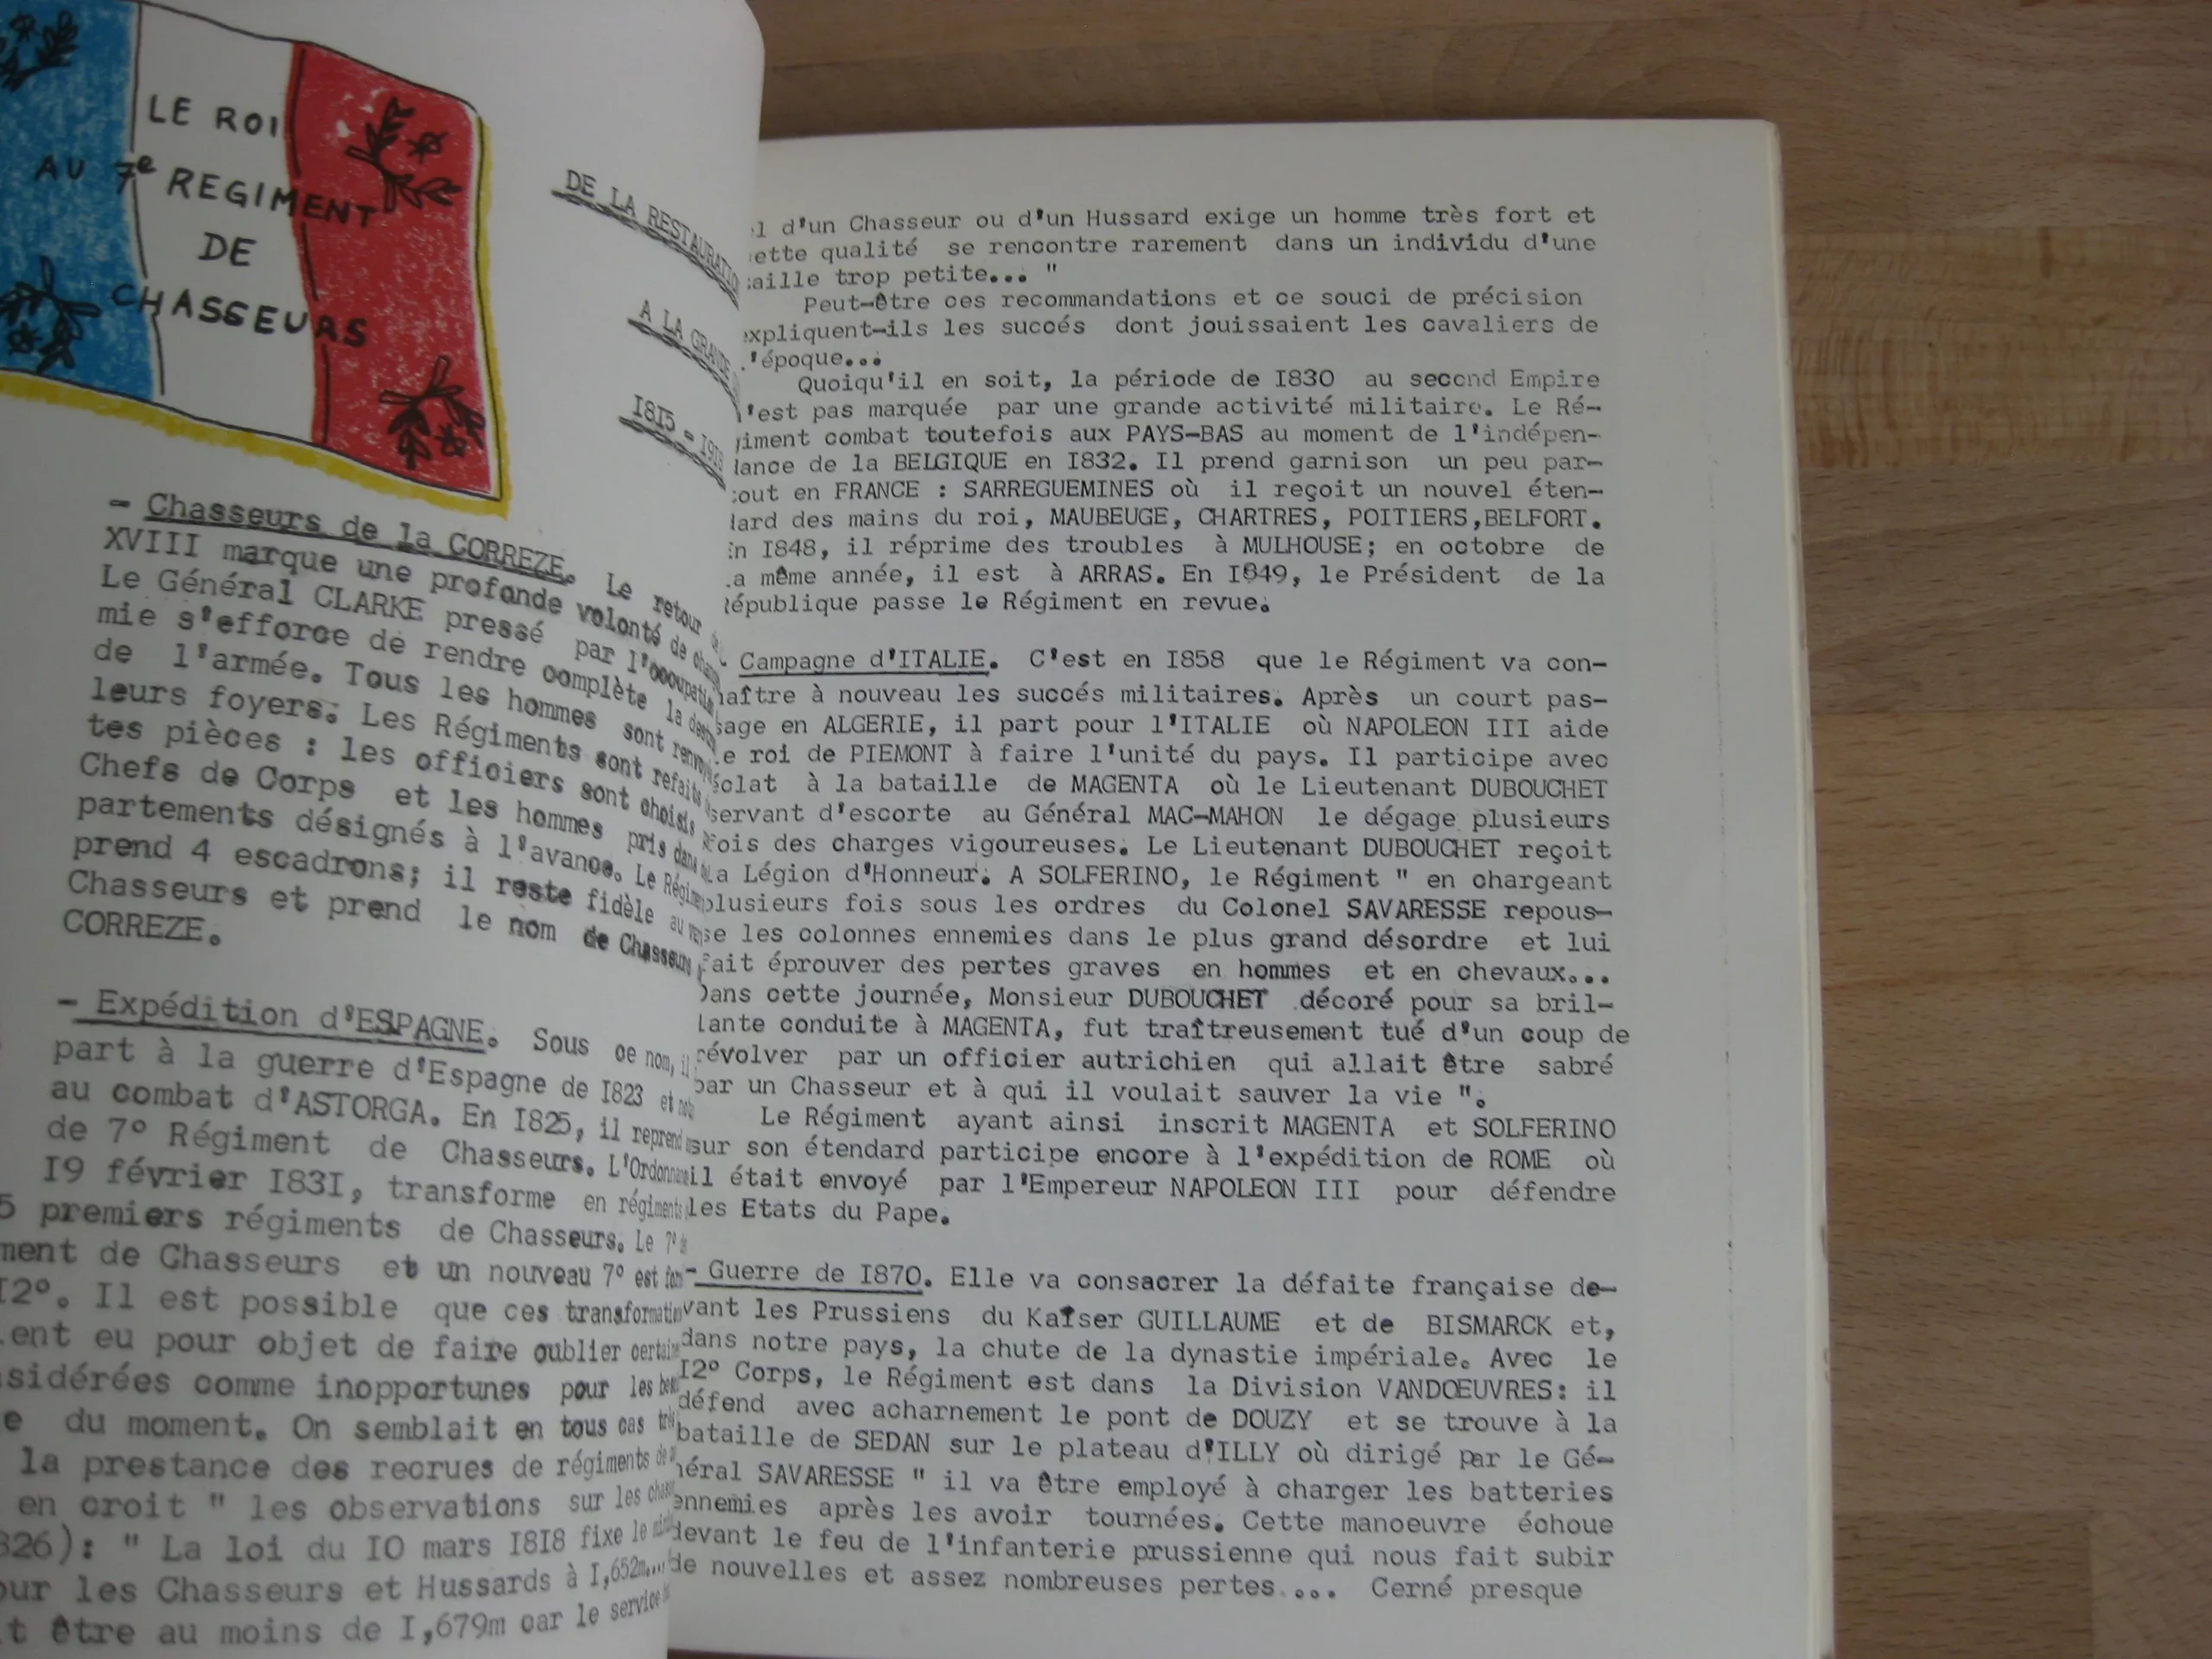 LE ROI
AU 7e REGIMENT
DE
CHASSEURS
DE LA RESTAURATIO
A LA GRANDE
I8I5 - I9I8
- Chasseurs de la CORREZE. Le retour de
XVIII marque une profonde volonté de chan
Le Général CLARKE pressé par l'occupation
mie s'efforce de rendre complète la dest
de l'armée. Tous les hommes sont renvoyés
leurs foyers. Les Régiments sont refaits
tes pièces : les officiers sont choisis
Chefs de Corps et les hommes pris dans
partements désignés à l'avance. Le Régim
prend 4 escadrons; il reste fidèle au
Chasseurs et prend le nom de Chasseurs
CORREZE.
- Expédition d'ESPAGNE. Sous ce nom, il
part à la guerre d'Espagne de I823 et
au combat d'ASTORGA. En I825, il reprend
de 7° Régiment de Chasseurs. L'Ordonnan
I9 février I83I, transforme en régiments
5 premiers régiments de Chasseurs. Le 7°
ment de Chasseurs et un nouveau 7° est
I2°. Il est possible que ces transformation
ent eu pour objet de faire oublier certain
sidérées comme inopportunes pour les
e du moment. On semblait en tous cas
la prestance des recrues de régiments de
en croit " les observations sur les
826): " La loi du IO mars I8I8 fixe le
our les Chasseurs et Hussards à I,652m...
t être au moins de I,679m car le service
l d'un Chasseur ou d'un Hussard exige un homme très fort et
ette qualité se rencontre rarement dans un individu d'une
aille trop petite... "
Peut-être ces recommandations et ce souci de précision
expliquent-ils les succés dont jouissaient les cavaliers de
'époque...
Quoiqu'il en soit, la période de I830 au second Empire
'est pas marquée par une grande activité militaire. Le Ré-
giment combat toutefois aux PAYS-BAS au moment de l'indépen-
dance de la BELGIQUE en I832. Il prend garnison un peu par-
tout en FRANCE : SARREGUEMINES où il reçoit un nouvel éten-
dard des mains du roi, MAUBEUGE, CHARTRES, POITIERS,BELFORT.
En I848, il réprime des troubles à MULHOUSE; en octobre de
a même année, il est à ARRAS. En I849, le Président de la
République passe le Régiment en revue.
Campagne d'ITALIE. C'est en I858 que le Régiment va con-
naître à nouveau les succés militaires. Après un court pas-
sage en ALGERIE, il part pour l'ITALIE où NAPOLEON III aide
e roi de PIEMONT à faire l'unité du pays. Il participe avec
éclat à la bataille de MAGENTA où le Lieutenant DUBOUCHET
servant d'escorte au Général MAC-MAHON le dégage plusieurs
fois des charges vigoureuses. Le Lieutenant DUBOUCHET reçoit
la Légion d'Honneur. A SOLFERINO, le Régiment " en chargeant
plusieurs fois sous les ordres du Colonel SAVARESSE repous-
se les colonnes ennemies dans le plus grand désordre et lui
fait éprouver des pertes graves en hommes et en chevaux...
Dans cette journée, Monsieur DUBOUCHET décoré pour sa bril-
lante conduite à MAGENTA, fut traîtreusement tué d'un coup de
révolver par un officier autrichien qui allait être sabré
par un Chasseur et à qui il voulait sauver la vie ".
Le Régiment ayant ainsi inscrit MAGENTA et SOLFERINO
sur son étendard participe encore à l'expédition de ROME où
il était envoyé par l'Empereur NAPOLEON III pour défendre
les Etats du Pape.
- Guerre de I870. Elle va consacrer la défaite française de-
vant les Prussiens du Kaïser GUILLAUME et de BISMARCK et,
dans notre pays, la chute de la dynastie impériale. Avec le
I2° Corps, le Régiment est dans la Division VANDŒUVRES: il
défend avec acharnement le pont de DOUZY et se trouve à la
bataille de SEDAN sur le plateau d'ILLY où dirigé par le Gé-
néral SAVARESSE " il va être employé à charger les batteries
ennemies après les avoir tournées. Cette manoeuvre échoue
devant le feu de l'infanterie prussienne qui nous fait subir
de nouvelles et assez nombreuses pertes.... Cerné presque